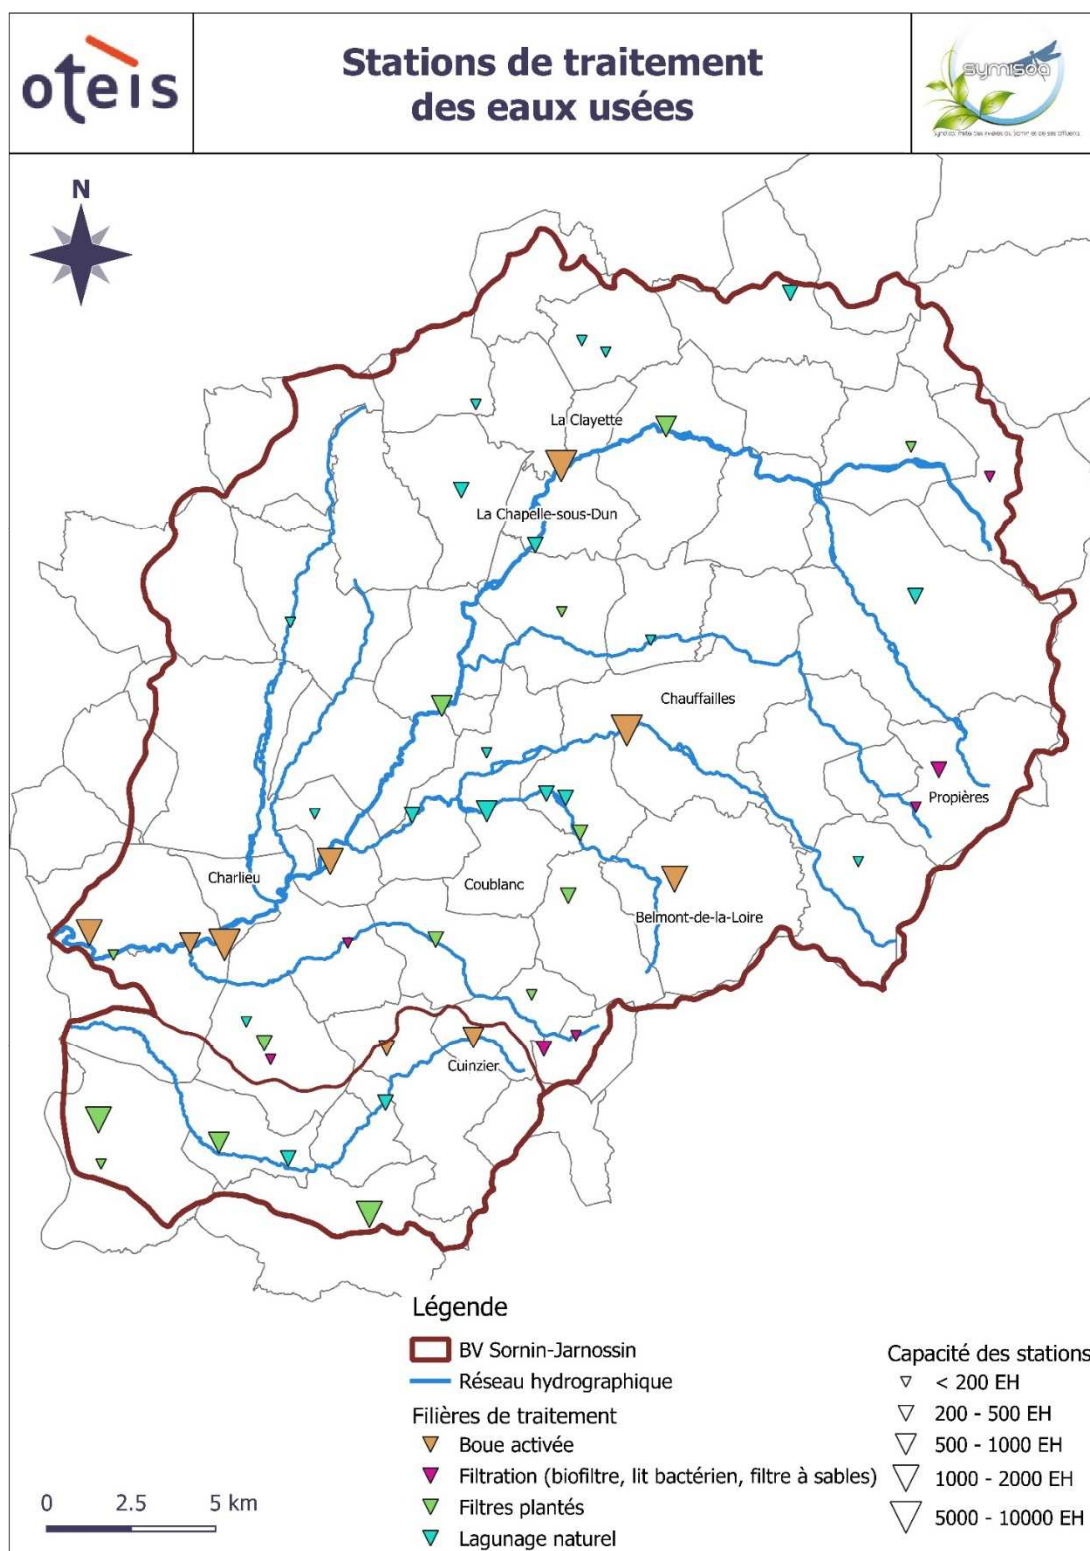 oteis
Stations de traitement
des eaux usées
symisoa
N
La Clayette
La Chapelle-sous-Dun
Chauffailles
Propières
Charlieu
Coublanc
Belmont-de-la-Loire
Cuinzier
Légende
BV Sornin-Jarnossin
Réseau hydrographique
Filières de traitement
Boue activée
Filtration (biofiltre, lit bactérien, filtre à sables)
Filtres plantés
Lagunage naturel
Capacité des stations
< 200 EH
200 - 500 EH
500 - 1000 EH
1000 - 2000 EH
5000 - 10000 EH
0 2.5 5 km